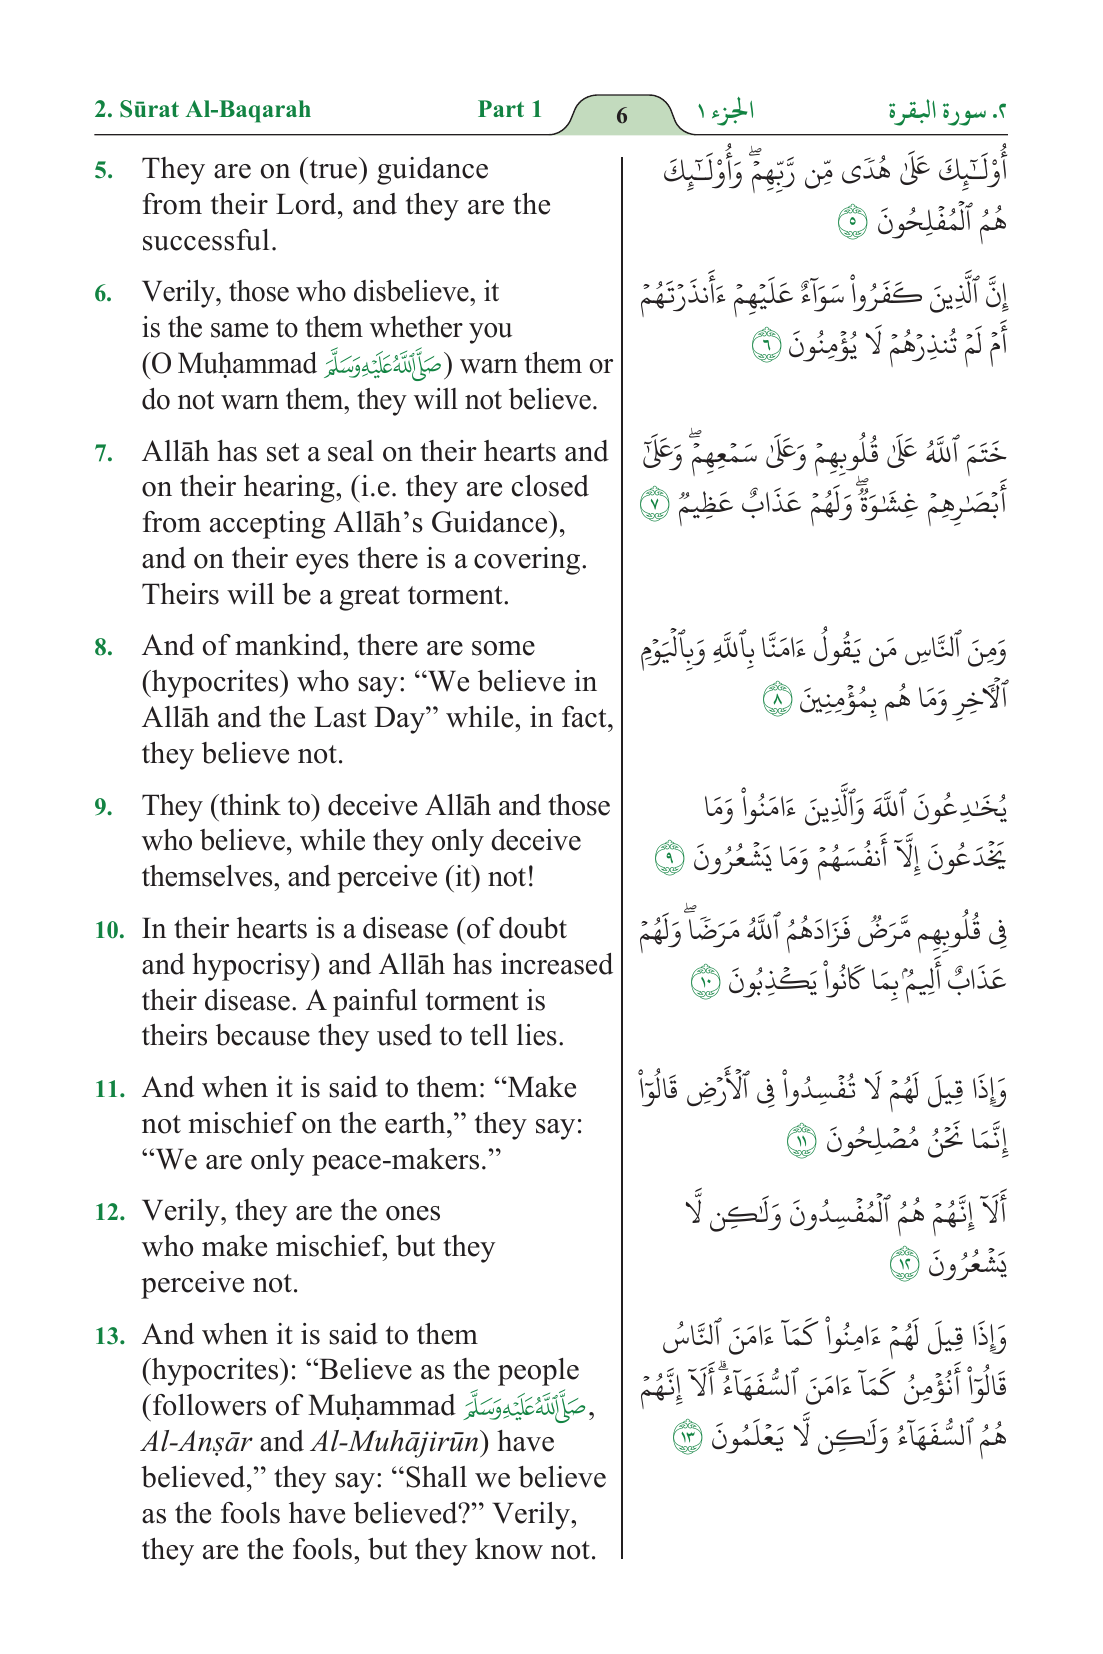 2. Sūrat Al-Baqarah
Part 1
6
الجزء ١
٢. سورة البقرة
5. They are on (true) guidance
from their Lord, and they are the
successful.
أُوْلَـٰٓئِكَ عَلَىٰ هُدًى مِّن رَّبِّهِمْ ۖ وَأُوْلَـٰٓئِكَ
هُمُ ٱلْمُفْلِحُونَ ٥
6. Verily, those who disbelieve, it
is the same to them whether you
(O Muḥammad صَلَّى اللَّهُ عَلَيْهِ وَسَلَّمَ) warn them or
do not warn them, they will not believe.
إِنَّ ٱلَّذِينَ كَفَرُوا۟ سَوَآءٌ عَلَيْهِمْ ءَأَنذَرْتَهُمْ
أَمْ لَمْ تُنذِرْهُمْ لَا يُؤْمِنُونَ ٦
7. Allāh has set a seal on their hearts and
on their hearing, (i.e. they are closed
from accepting Allāh’s Guidance),
and on their eyes there is a covering.
Theirs will be a great torment.
خَتَمَ ٱللَّهُ عَلَىٰ قُلُوبِهِمْ وَعَلَىٰ سَمْعِهِمْ ۖ وَعَلَىٰٓ
أَبْصَـٰرِهِمْ غِشَـٰوَةٌ ۖ وَلَهُمْ عَذَابٌ عَظِيمٌ ٧
8. And of mankind, there are some
(hypocrites) who say: “We believe in
Allāh and the Last Day” while, in fact,
they believe not.
وَمِنَ ٱلنَّاسِ مَن يَقُولُ ءَامَنَّا بِٱللَّهِ وَبِٱلْيَوْمِ
ٱلْـَٔاخِرِ وَمَا هُم بِمُؤْمِنِينَ ٨
9. They (think to) deceive Allāh and those
who believe, while they only deceive
themselves, and perceive (it) not!
يُخَـٰدِعُونَ ٱللَّهَ وَٱلَّذِينَ ءَامَنُوا۟ وَمَا
يَخْدَعُونَ إِلَّآ أَنفُسَهُمْ وَمَا يَشْعُرُونَ ٩
10. In their hearts is a disease (of doubt
and hypocrisy) and Allāh has increased
their disease. A painful torment is
theirs because they used to tell lies.
فِى قُلُوبِهِم مَّرَضٌ فَزَادَهُمُ ٱللَّهُ مَرَضًا ۖ وَلَهُمْ
عَذَابٌ أَلِيمٌۢ بِمَا كَانُوا۟ يَكْذِبُونَ ١٠
11. And when it is said to them: “Make
not mischief on the earth,” they say:
“We are only peace-makers.”
وَإِذَا قِيلَ لَهُمْ لَا تُفْسِدُوا۟ فِى ٱلْأَرْضِ قَالُوٓا۟
إِنَّمَا نَحْنُ مُصْلِحُونَ ١١
12. Verily, they are the ones
who make mischief, but they
perceive not.
أَلَآ إِنَّهُمْ هُمُ ٱلْمُفْسِدُونَ وَلَـٰكِن لَّا
يَشْعُرُونَ ١٢
13. And when it is said to them
(hypocrites): “Believe as the people
(followers of Muḥammad صَلَّى اللَّهُ عَلَيْهِ وَسَلَّمَ,
Al-Anṣār and Al-Muhājirūn) have
believed,” they say: “Shall we believe
as the fools have believed?” Verily,
they are the fools, but they know not.
وَإِذَا قِيلَ لَهُمْ ءَامِنُوا۟ كَمَآ ءَامَنَ ٱلنَّاسُ
قَالُوٓا۟ أَنُؤْمِنُ كَمَآ ءَامَنَ ٱلسُّفَهَآءُ ۗ أَلَآ إِنَّهُمْ
هُمُ ٱلسُّفَهَآءُ وَلَـٰكِن لَّا يَعْلَمُونَ ١٣